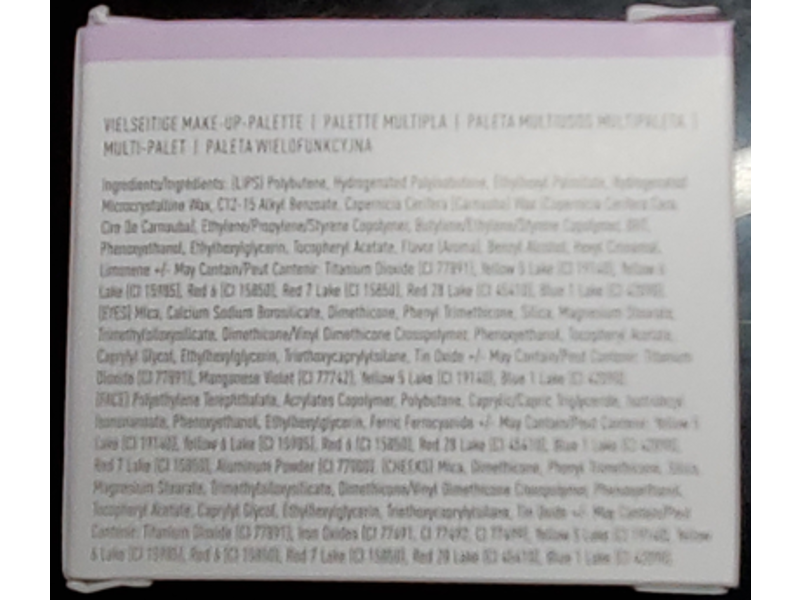 VIELSEITIGE MAKE-UP-PALETTE | PALETTE MULTIPLA | PALETA MULTIUSOS MULTIPALETA |
MULTI-PALET | PALETA WIELOFUNKCYJNA
Ingredients/Ingrédients: (LIPS) Polybutene, Hydrogenated Polyisobutene, Ethylhexyl Palmitate, Hydrogenated
Microcrystalline Wax, C12-15 Alkyl Benzoate, Copernicia Cerifera (Carnauba) Wax (Copernicia Cerifera Cera,
Cire De Carnauba), Ethylene/Propylene/Styrene Copolymer, Butylene/Ethylene/Styrene Copolymer, BHT,
Phenoxyethanol, Ethylhexylglycerin, Tocopheryl Acetate, Flavor (Aroma), Benzyl Alcohol, Hexyl Cinnamal,
Limonene +/- May Contain/Peut Contenir: Titanium Dioxide (CI 77891), Yellow 5 Lake (CI 19140), Yellow 6
Lake (CI 15985), Red 6 (CI 15850), Red 7 Lake (CI 15850), Red 28 Lake (CI 45410), Blue 1 Lake (CI 42090)
(EYES) Mica, Calcium Sodium Borosilicate, Dimethicone, Phenyl Trimethicone, Silica, Magnesium Stearate,
Trimethylsiloxysilicate, Dimethicone/Vinyl Dimethicone Crosspolymer, Phenoxyethanol, Tocopheryl Acetate,
Caprylyl Glycol, Ethylhexylglycerin, Triethoxycaprylylsilane, Tin Oxide +/- May Contain/Peut Contenir: Titanium
Dioxide (CI 77891), Manganese Violet (CI 77742), Yellow 5 Lake (CI 19140), Blue 1 Lake (CI 42090)
(FACE) Polyethylene Terephthalate, Acrylates Copolymer, Polybutene, Caprylic/Capric Triglyceride,
Phenoxyethanol, Ethylhexylglycerin, Ferric Ferrocyanide +/- May Contain/Peut Contenir: Yellow 5
Lake (CI 19140), Yellow 6 Lake (CI 15985), Red 6 (CI 15850), Red 28 Lake (CI 45410), Blue 1 Lake (CI 42090),
Red 7 Lake (CI 15850), Aluminum Powder (CI 77000). (CHEEKS) Mica, Dimethicone, Phenyl Trimethicone, Silica,
Magnesium Stearate, Trimethylsiloxysilicate, Dimethicone/Vinyl Dimethicone Crosspolymer, Phenoxyethanol,
Tocopheryl Acetate, Caprylyl Glycol, Ethylhexylglycerin, Triethoxycaprylylsilane, Tin Oxide +/- May Contain/Peut
Contenir: Titanium Dioxide (CI 77891), Iron Oxides (CI 77491, CI 77492, CI 77499), Yellow 5 Lake (CI 19140), Yellow
6 Lake (CI 15985), Red 6 (CI 15850), Red 7 Lake (CI 15850), Red 28 Lake (CI 45410), Blue 1 Lake (CI 42090)